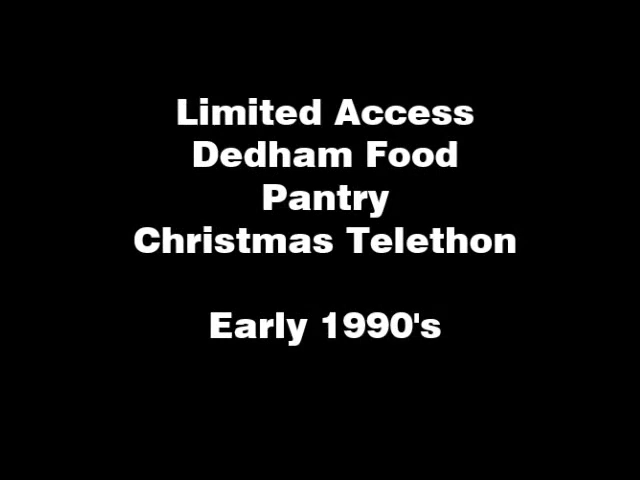 Limited Access
Dedham Food
Pantry
Christmas Telethon
Early 1990's